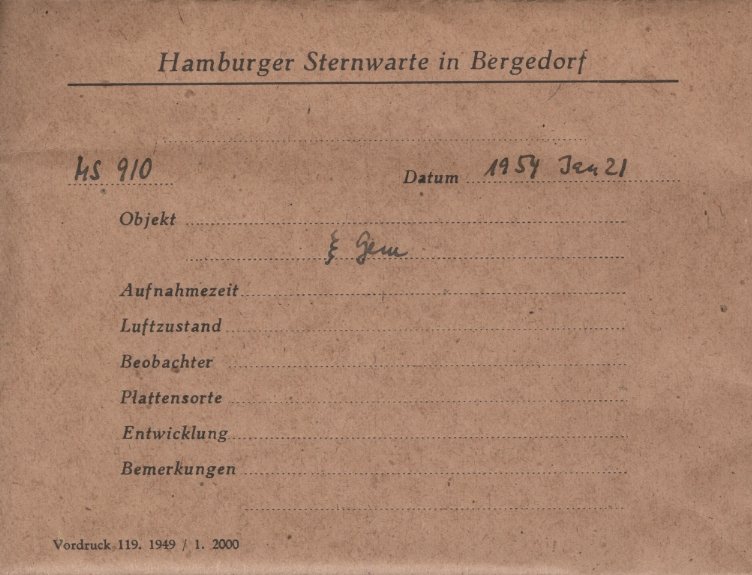 Hamburger Sternwarte in Bergedorf
HS 910 Datum 1954 Jan 21
Objekt
ξ Gem
Aufnahmezeit
Luftzustand
Beobachter
Plattensorte
Entwicklung
Bemerkungen
Vordruck 119. 1949 / 1. 2000